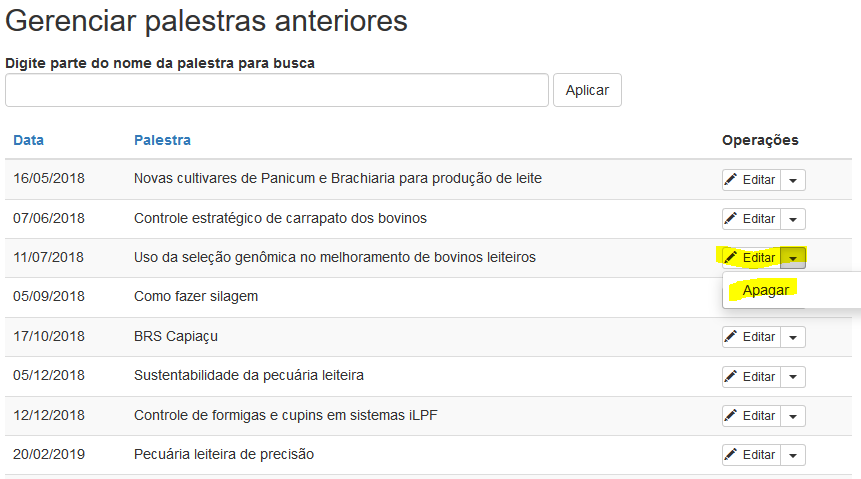 Gerenciar palestras anteriores
Digite parte do nome da palestra para busca
Aplicar
Data Palestra Operações
16/05/2018 Novas cultivares de Panicum e Brachiaria para produção de leite Editar
07/06/2018 Controle estratégico de carrapato dos bovinos Editar
11/07/2018 Uso da seleção genômica no melhoramento de bovinos leiteiros Editar
Apagar
05/09/2018 Como fazer silagem
17/10/2018 BRS Capiaçu Editar
05/12/2018 Sustentabilidade da pecuária leiteira Editar
12/12/2018 Controle de formigas e cupins em sistemas iLPF Editar
20/02/2019 Pecuária leiteira de precisão Editar